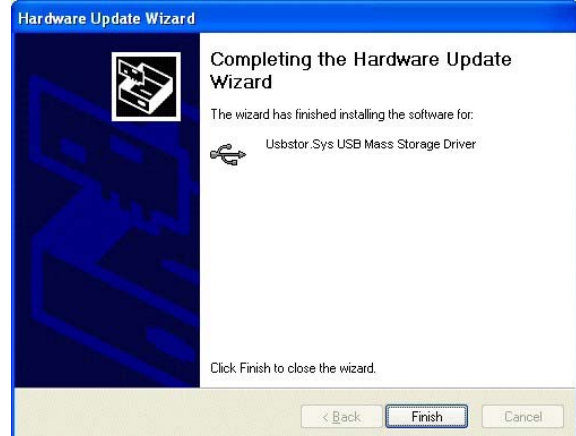 Hardware Update Wizard
Completing the Hardware Update
Wizard
The wizard has finished installing the software for:
Usbstor.Sys USB Mass Storage Driver
Click Finish to close the wizard.
< Back Finish Cancel